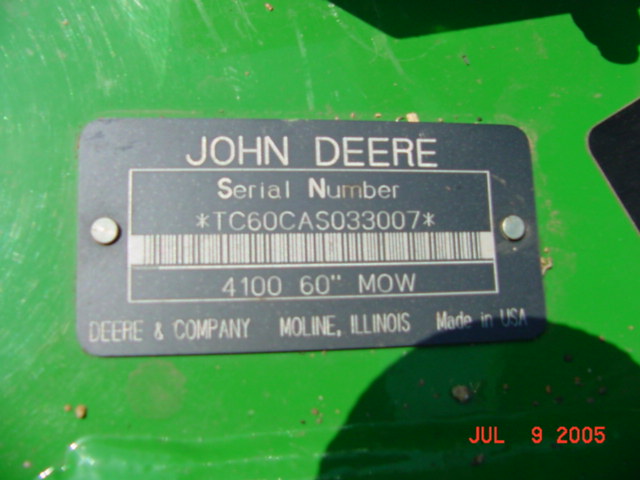 JOHN DEERE
Serial Number
*TC60CAS033007*
4100 60" MOW
DEERE & COMPANY MOLINE, ILLINOIS Made in USA
JUL 9 2005